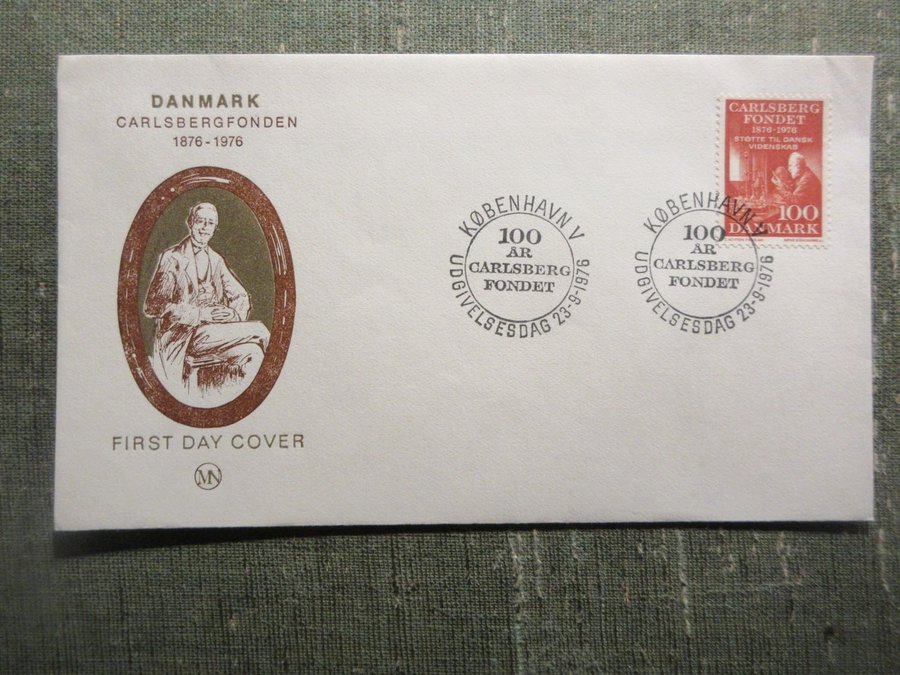 DANMARK
CARLSBERGFONDEN
1876-1976
FIRST DAY COVER
MN
KØBENHAVN V
100
ÅR
CARLSBERG
FONDET
UDGIVELSESDAG 23-9-1976
KØBENHAVN V
100
ÅR
CARLSBERG
FONDET
UDGIVELSESDAG 23-9-1976
CARLSBERG
FONDET
1876-1976
STØTTE TIL DANSK
VIDENSKAB
100
DANMARK